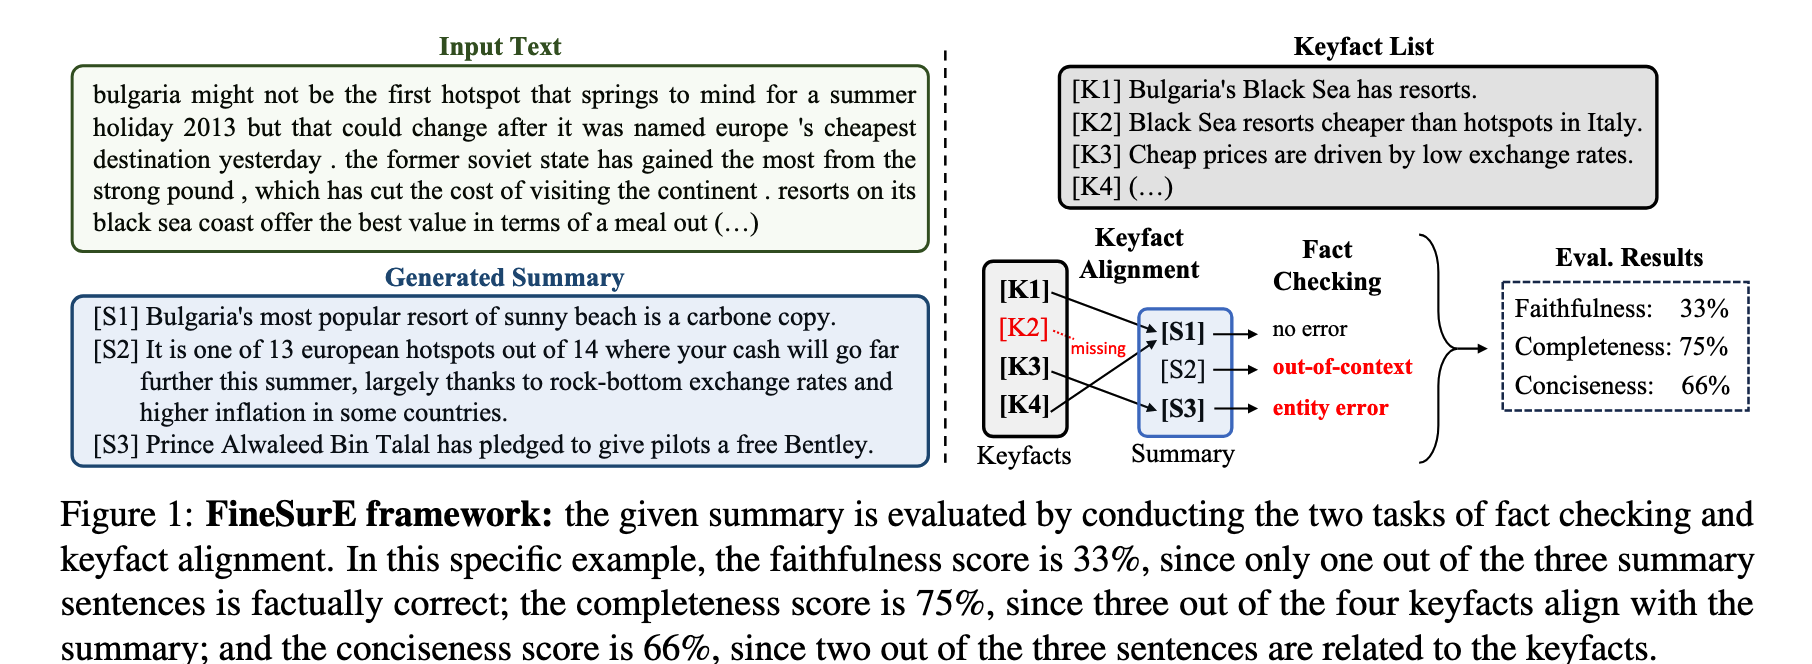 Input Text
bulgaria might not be the first hotspot that springs to mind for a summer
holiday 2013 but that could change after it was named europe 's cheapest
destination yesterday . the former soviet state has gained the most from the
strong pound , which has cut the cost of visiting the continent . resorts on its
black sea coast offer the best value in terms of a meal out (…)
Generated Summary
[S1] Bulgaria's most popular resort of sunny beach is a carbone copy.
[S2] It is one of 13 european hotspots out of 14 where your cash will go far
further this summer, largely thanks to rock-bottom exchange rates and
higher inflation in some countries.
[S3] Prince Alwaleed Bin Talal has pledged to give pilots a free Bentley.
Keyfact List
[K1] Bulgaria's Black Sea has resorts.
[K2] Black Sea resorts cheaper than hotspots in Italy.
[K3] Cheap prices are driven by low exchange rates.
[K4] (…)
Keyfact
Alignment
[K1]
[K2]
[K3]
[K4]
Keyfacts
missing
[S1]
[S2]
[S3]
Summary
Fact
Checking
no error
out-of-context
entity error
Eval. Results
Faithfulness: 33%
Completeness: 75%
Conciseness: 66%
Figure 1: FineSurE framework: the given summary is evaluated by conducting the two tasks of fact checking and
keyfact alignment. In this specific example, the faithfulness score is 33%, since only one out of the three summary
sentences is factually correct; the completeness score is 75%, since three out of the four keyfacts align with the
summary; and the conciseness score is 66%, since two out of the three sentences are related to the keyfacts.